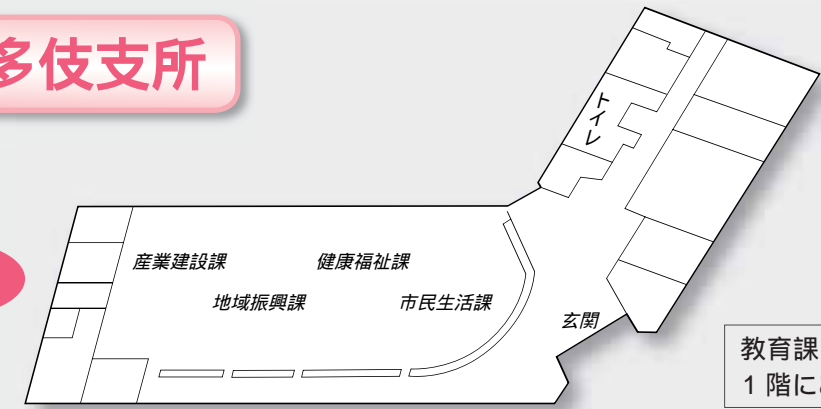 多伎支所
トイレ
産業建設課
健康福祉課
地域振興課
市民生活課
玄関
教育課
1階に